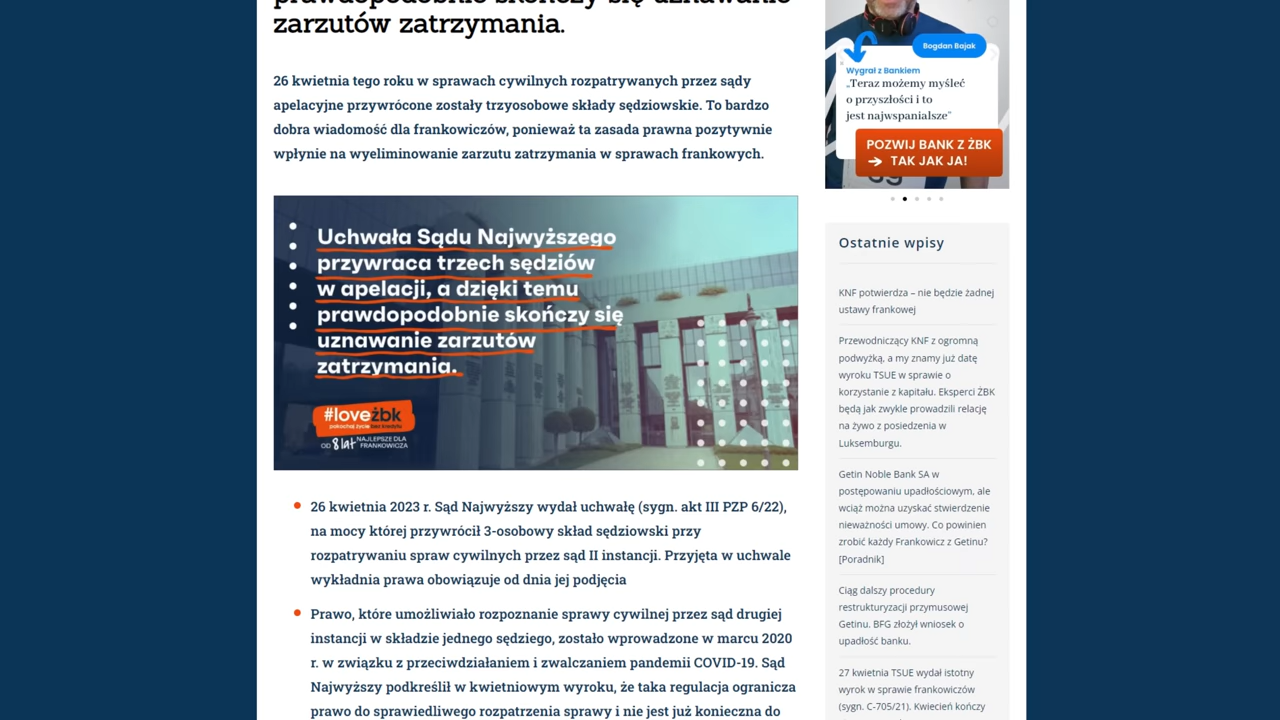 zarzutów zatrzymania.
26 kwietnia tego roku w sprawach cywilnych rozpatrywanych przez sądy
apelacyjne przywrócone zostały trzyosobowe składy sędziowskie. To bardzo
dobra wiadomość dla frankowiczów, ponieważ ta zasada prawna pozytywnie
wpłynie na wyeliminowanie zarzutu zatrzymania w sprawach frankowych.
Uchwała Sądu Najwyższego
przywraca trzech sędziów
w apelacji, a dzięki temu
prawdopodobnie skończy się
uznawanie zarzutów
zatrzymania.
#loveżbk
pokochaj życie bez kredytu
OD 8 lat NAJLEPSZE DLA
FRANKOWICZA
26 kwietnia 2023 r. Sąd Najwyższy wydał uchwałę (sygn. akt III PZP 6/22),
na mocy której przywrócił 3-osobowy skład sędziowski przy
rozpatrywaniu spraw cywilnych przez sąd II instancji. Przyjęta w uchwale
wykładnia prawa obowiązuje od dnia jej podjęcia
Prawo, które umożliwiało rozpoznanie sprawy cywilnej przez sąd drugiej
instancji w składzie jednego sędziego, zostało wprowadzone w marcu 2020
r. w związku z przeciwdziałaniem i zwalczaniem pandemii COVID-19. Sąd
Najwyższy podkreślił w kwietniowym wyroku, że taka regulacja ogranicza
prawo do sprawiedliwego rozpatrzenia sprawy i nie jest już konieczna do
Bogdan Bajak
Wygrał z Bankiem
„Teraz możemy myśleć
o przyszłości i to
jest najwspanialsze"
POZWIJ BANK Z ŻBK
TAK JAK JA!
Ostatnie wpisy
KNF potwierdza – nie będzie żadnej
ustawy frankowej
Przewodniczący KNF z ogromną
podwyżką, a my znamy już datę
wyroku TSUE w sprawie o
korzystanie z kapitału. Eksperci ŻBK
będą jak zwykle prowadzili relację
na żywo z posiedzenia w
Luksemburgu.
Getin Noble Bank SA w
postępowaniu upadłościowym, ale
wciąż można uzyskać stwierdzenie
nieważności umowy. Co powinien
zrobić każdy Frankowicz z Getinu?
[Poradnik]
Ciąg dalszy procedury
restrukturyzacji przymusowej
Getinu. BFG złożył wniosek o
upadłość banku.
27 kwietnia TSUE wydał istotny
wyrok w sprawie frankowiczów
(sygn. C-705/21). Kwiecień kończy